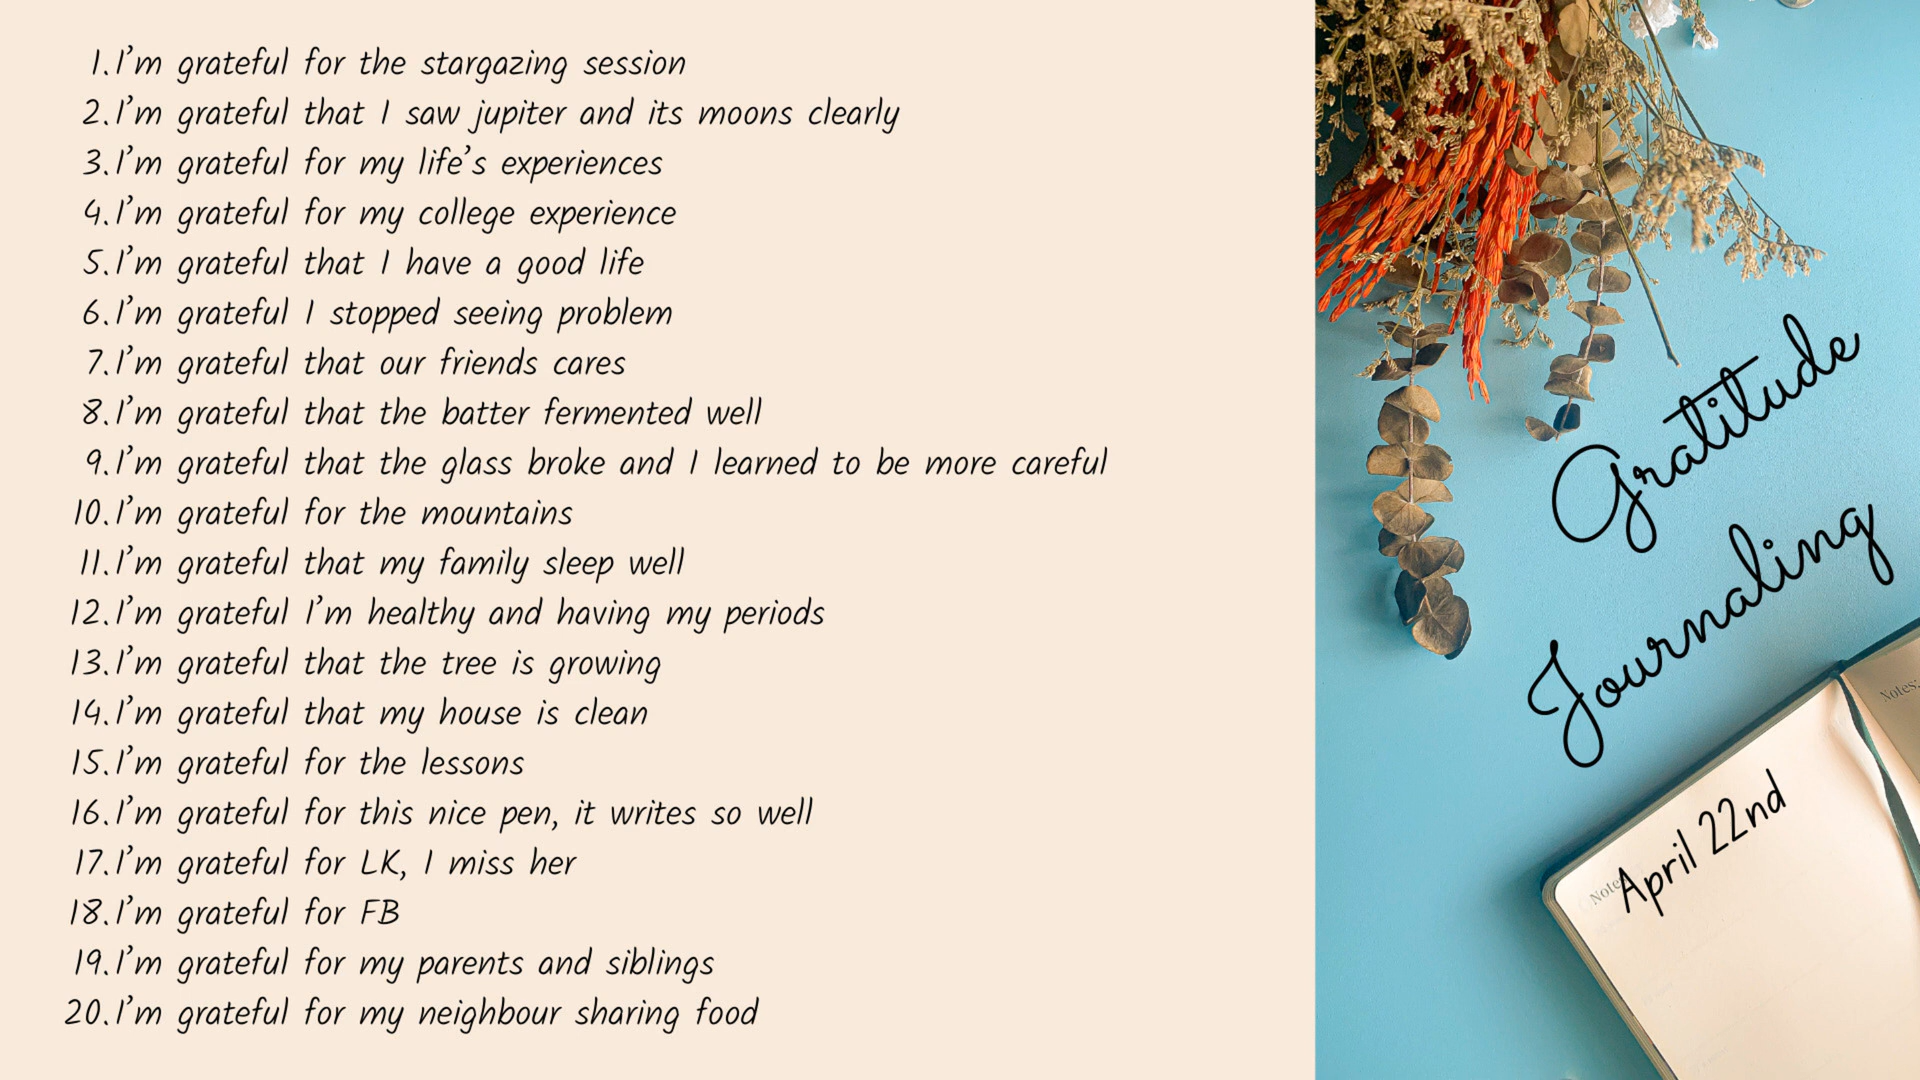 1. I'm grateful for the stargazing session
2. I'm grateful that I saw jupiter and its moons clearly
3. I'm grateful for my life's experiences
4. I'm grateful for my college experience
5. I'm grateful that I have a good life
6. I'm grateful I stopped seeing problem
7. I'm grateful that our friends cares
8. I'm grateful that the batter fermented well
9. I'm grateful that the glass broke and I learned to be more careful
10. I'm grateful for the mountains
11. I'm grateful that my family sleep well
12. I'm grateful I'm healthy and having my periods
13. I'm grateful that the tree is growing
14. I'm grateful that my house is clean
15. I'm grateful for the lessons
16. I'm grateful for this nice pen, it writes so well
17. I'm grateful for LK, I miss her
18. I'm grateful for FB
19. I'm grateful for my parents and siblings
20. I'm grateful for my neighbour sharing food
Gratitude
Journaling
Notes:
April 22nd